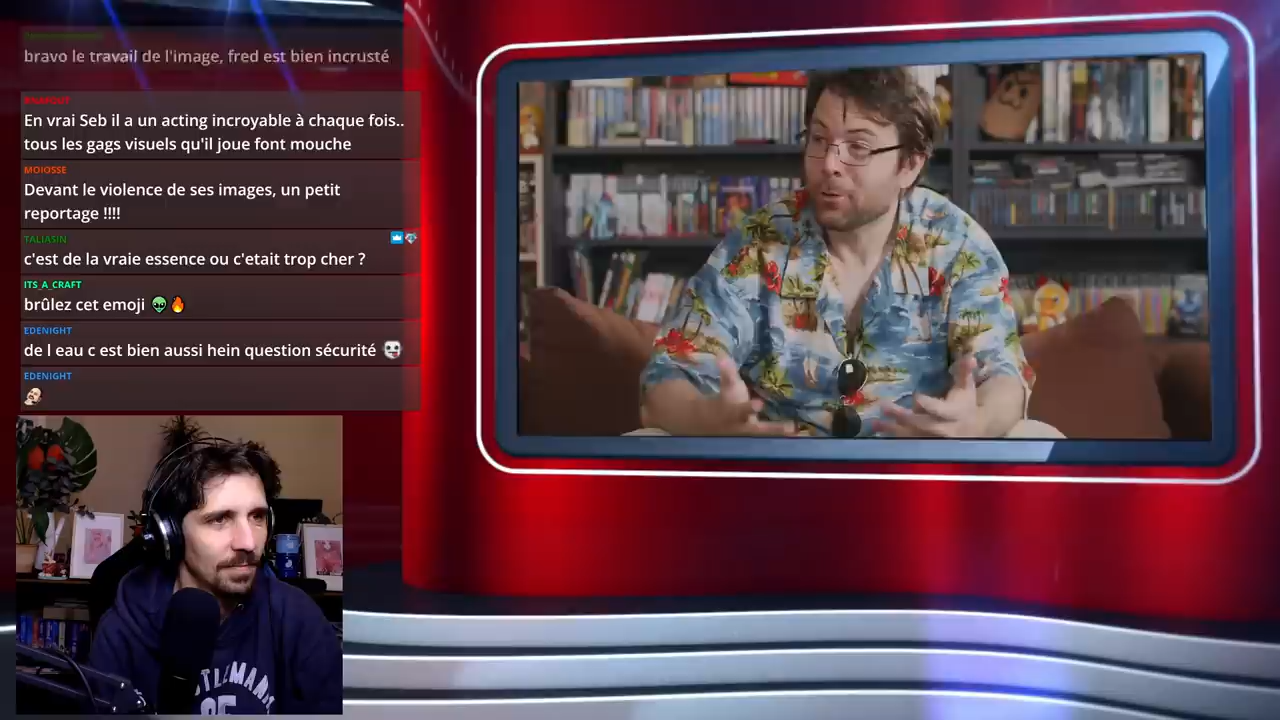 bravo le travail de l'image, fred est bien incrusté
En vrai Seb il a un acting incroyable à chaque fois..
tous les gags visuels qu'il joue font mouche
MOIOSSE
Devant le violence de ses images, un petit
reportage !!!!
TALIASIN
c'est de la vraie essence ou c'etait trop cher ?
ITS_A_CRAFT
brûlez cet emoji 👽🔥
EDENIGHT
de l eau c est bien aussi hein question sécurité
EDENIGHT